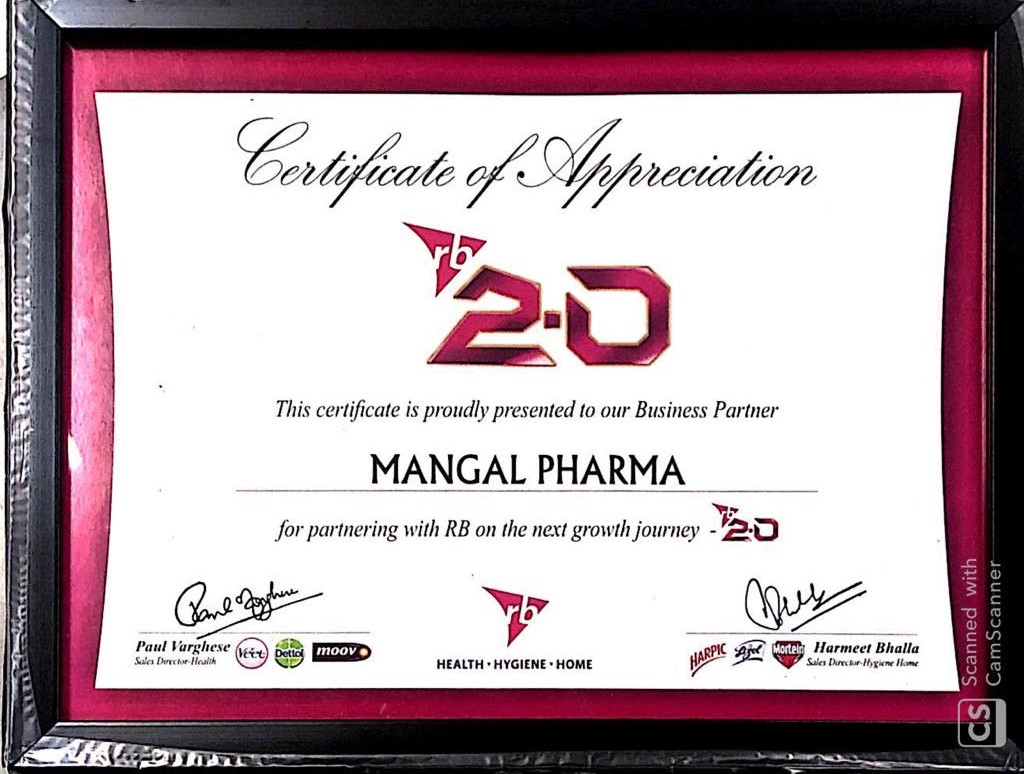 Certificate of Appreciation
rb
2.0
This certificate is proudly presented to our Business Partner
MANGAL PHARMA
for partnering with RB on the next growth journey - rb 2.0
rb
HEALTH • HYGIENE • HOME
Paul Varghese
Sales Director-Health
Veet Dettol moov
HARPIC Lizol Mortein
Harmeet Bhalla
Sales Director-Hygiene Home
Scanned with
CamScanner
CS